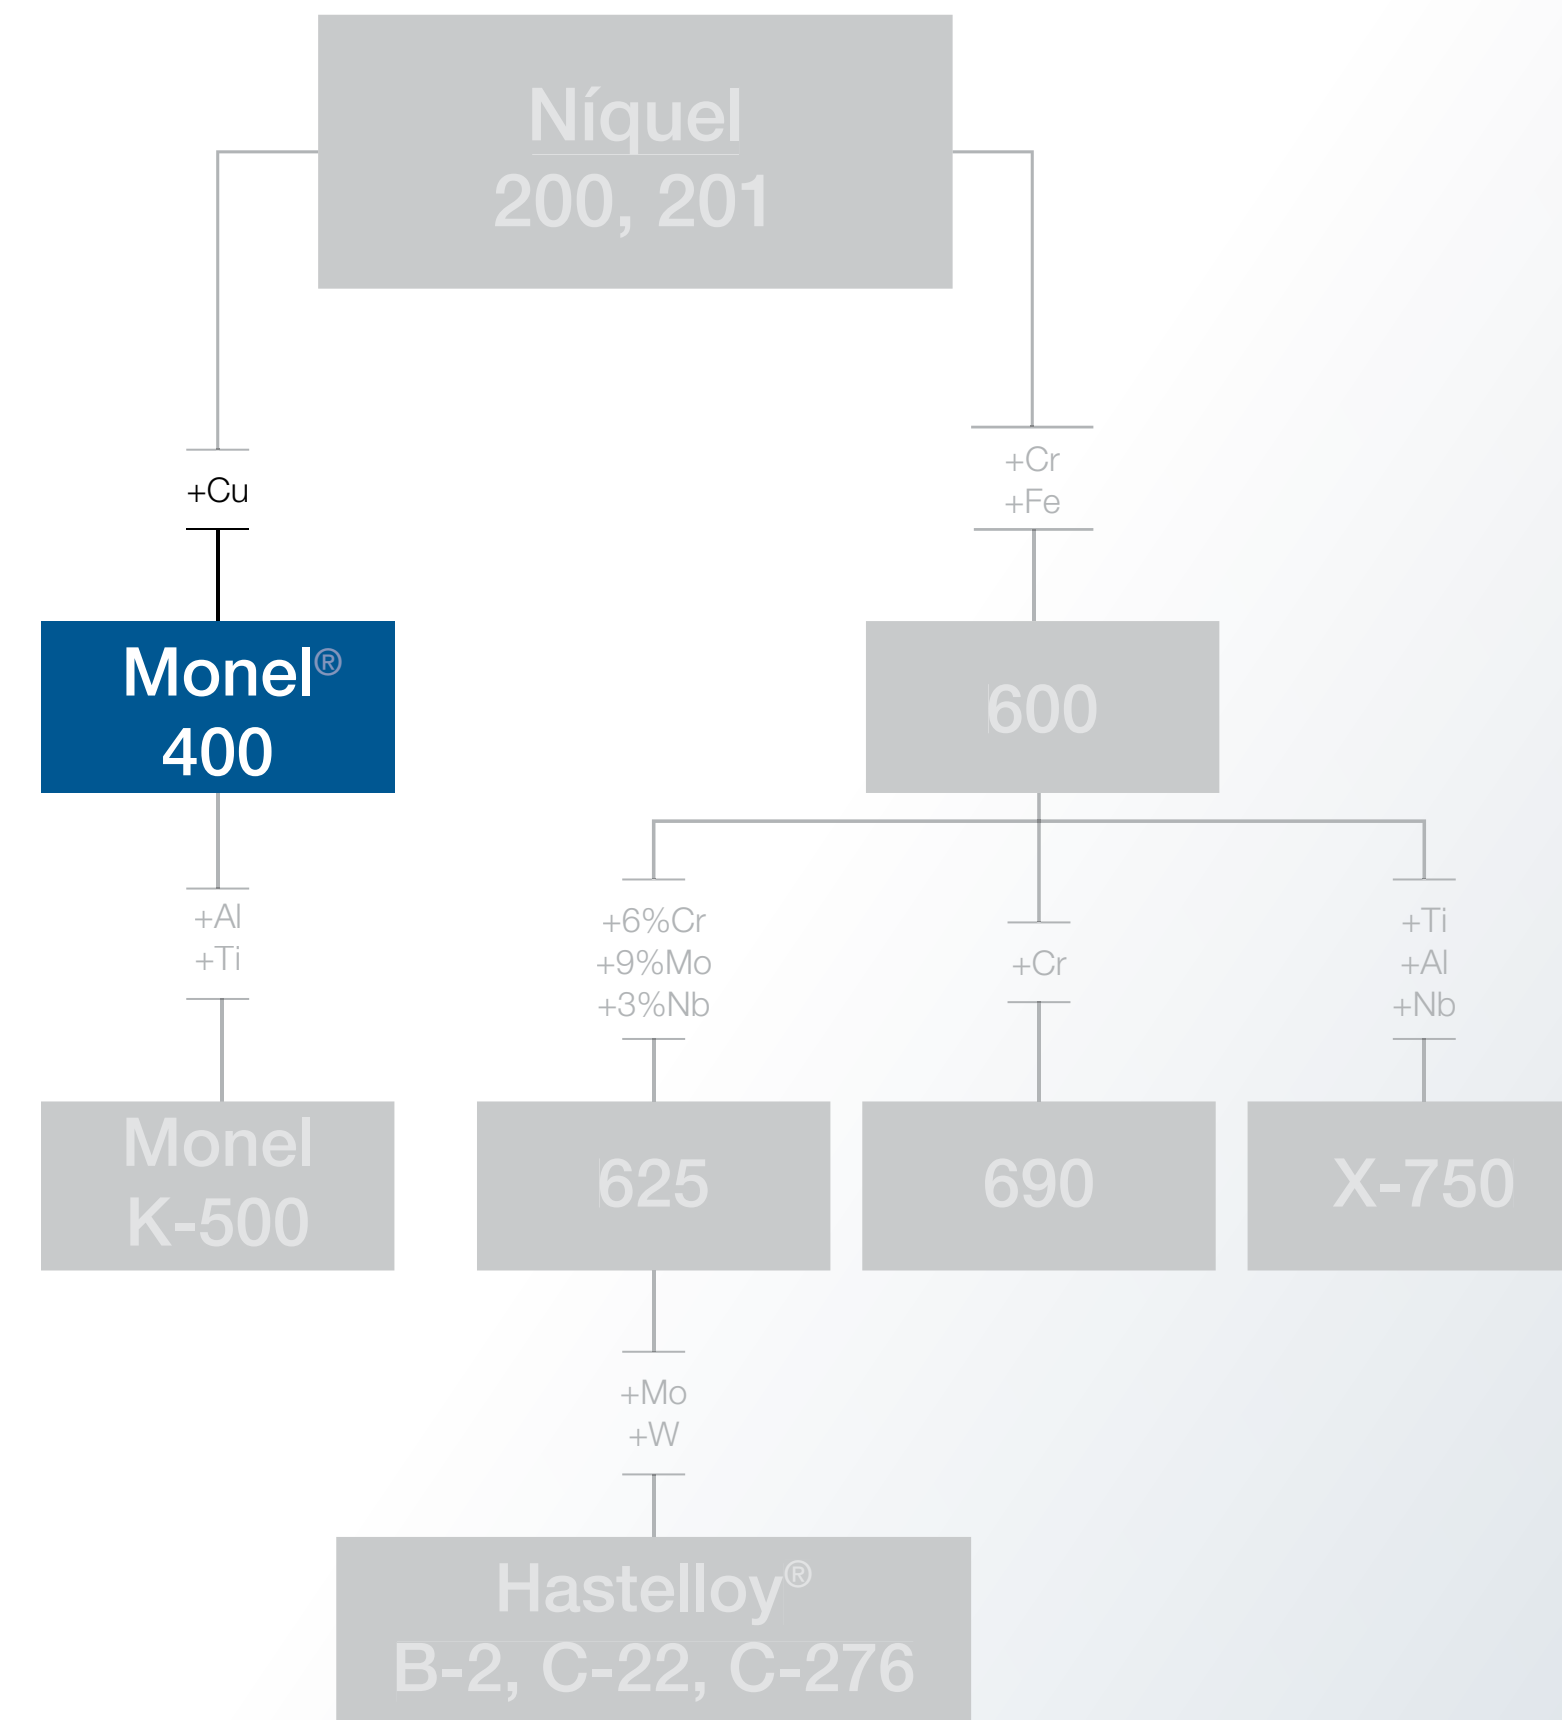 Níquel
200, 201
+Cu
+Cr
+Fe
Monel®
400
600
+Al
+Ti
+6%Cr
+9%Mo
+3%Nb
+Cr
+Ti
+Al
+Nb
Monel
K-500
625
690
X-750
+Mo
+W
Hastelloy®
B-2, C-22, C-276